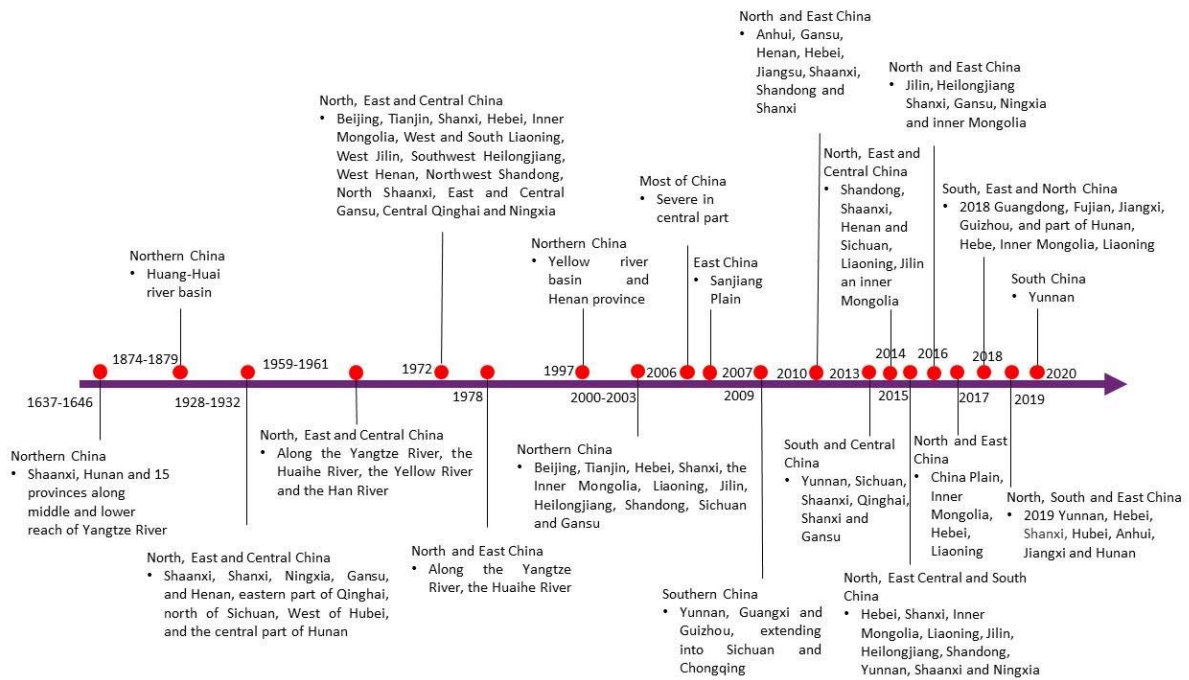 North and East China
• Anhui, Gansu,
Henan, Hebei,
Jiangsu, Shaanxi,
Shandong and
Shanxi
North and East China
• Jilin, Heilongjiang
Shanxi, Gansu, Ningxia
and inner Mongolia
North, East and Central China
• Beijing, Tianjin, Shanxi, Hebei, Inner
Mongolia, West and South Liaoning,
West Jilin, Southwest Heilongjiang,
West Henan, Northwest Shandong,
North Shaanxi, East and Central
Gansu, Central Qinghai and Ningxia
North, East and
Central China
• Shandong,
Shaanxi,
Henan and
Sichuan,
Liaoning, Jilin
an inner
Mongolia
Most of China
• Severe in
central part
South, East and North China
• 2018 Guangdong, Fujian, Jiangxi,
Guizhou, and part of Hunan,
Hebe, Inner Mongolia, Liaoning
Northern China
• Huang-Huai
river basin
Northern China
• Yellow river
basin and
Henan province
East China
• Sanjiang
Plain
South China
• Yunnan
1874-1879
1959-1961
1972
1997
2006
2007
2010
2013
2014
2016
2018
2020
1637-1646
1928-1932
1978
2000-2003
2009
2015
2017
2019
Northern China
• Shaanxi, Hunan and 15
provinces along
middle and lower
reach of Yangtze River
North, East and Central China
• Along the Yangtze River, the
Huaihe River, the Yellow River
and the Han River
Northern China
• Beijing, Tianjin, Hebei, Shanxi, the
Inner Mongolia, Liaoning, Jilin,
Heilongjiang, Shandong, Sichuan
and Gansu
South and Central
China
• Yunnan, Sichuan,
Shaanxi, Qinghai,
Shanxi and
Gansu
North and East
China
• China Plain,
Inner
Mongolia,
Hebei,
Liaoning
North, South and East China
• 2019 Yunnan, Hebei,
Shanxi, Hubei, Anhui,
Jiangxi and Hunan
North, East and Central China
• Shaanxi, Shanxi, Ningxia, Gansu,
and Henan, eastern part of Qinghai,
north of Sichuan, West of Hubei,
and the central part of Hunan
North and East China
• Along the Yangtze
River, the Huaihe River
Southern China
• Yunnan, Guangxi and
Guizhou, extending
into Sichuan and
Chongqing
North, East Central and South
China
• Hebei, Shanxi, Inner
Mongolia, Liaoning, Jilin,
Heilongjiang, Shandong,
Yunnan, Shaanxi and Ningxia